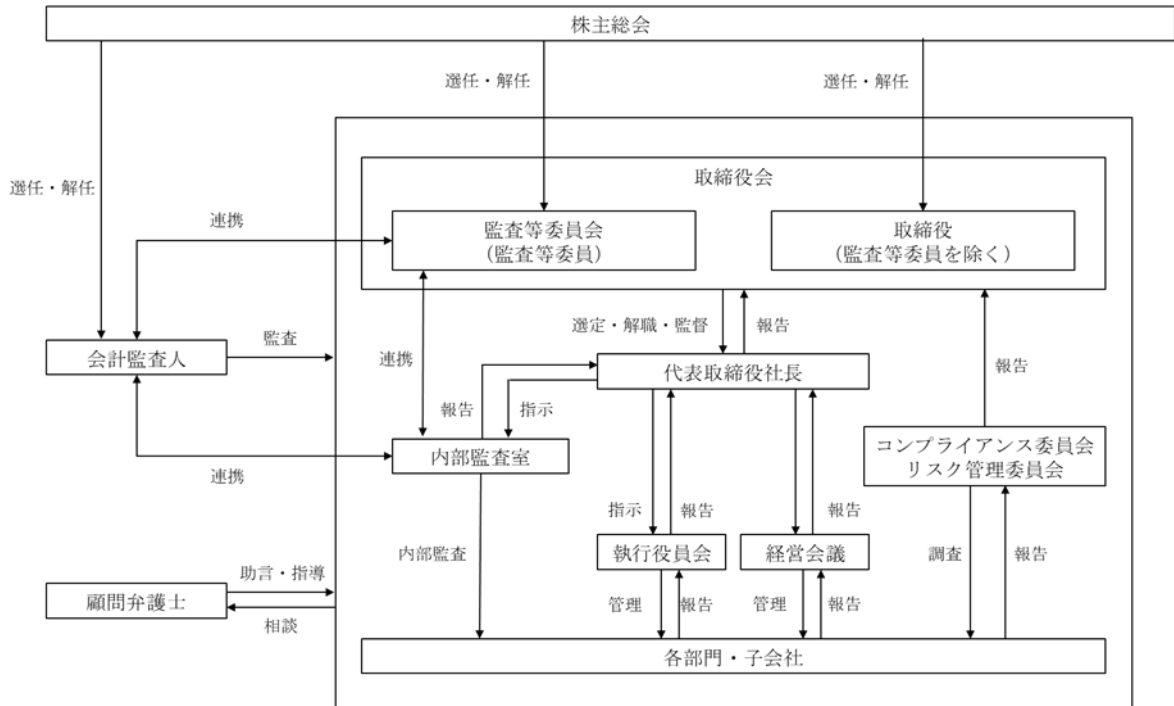 株主総会
選任・解任
選任・解任
選任・解任
取締役会
連携
監査等委員会
(監査等委員)
取締役
(監査等委員を除く)
選定・解職・監督
報告
監査
会計監査人
連携
代表取締役社長
報告
報告
指示
コンプライアンス委員会
リスク管理委員会
内部監査室
連携
指示
報告
報告
内部監査
執行役員会
経営会議
調査
報告
助言・指導
顧問弁護士
相談
管理
報告
管理
報告
各部門・子会社